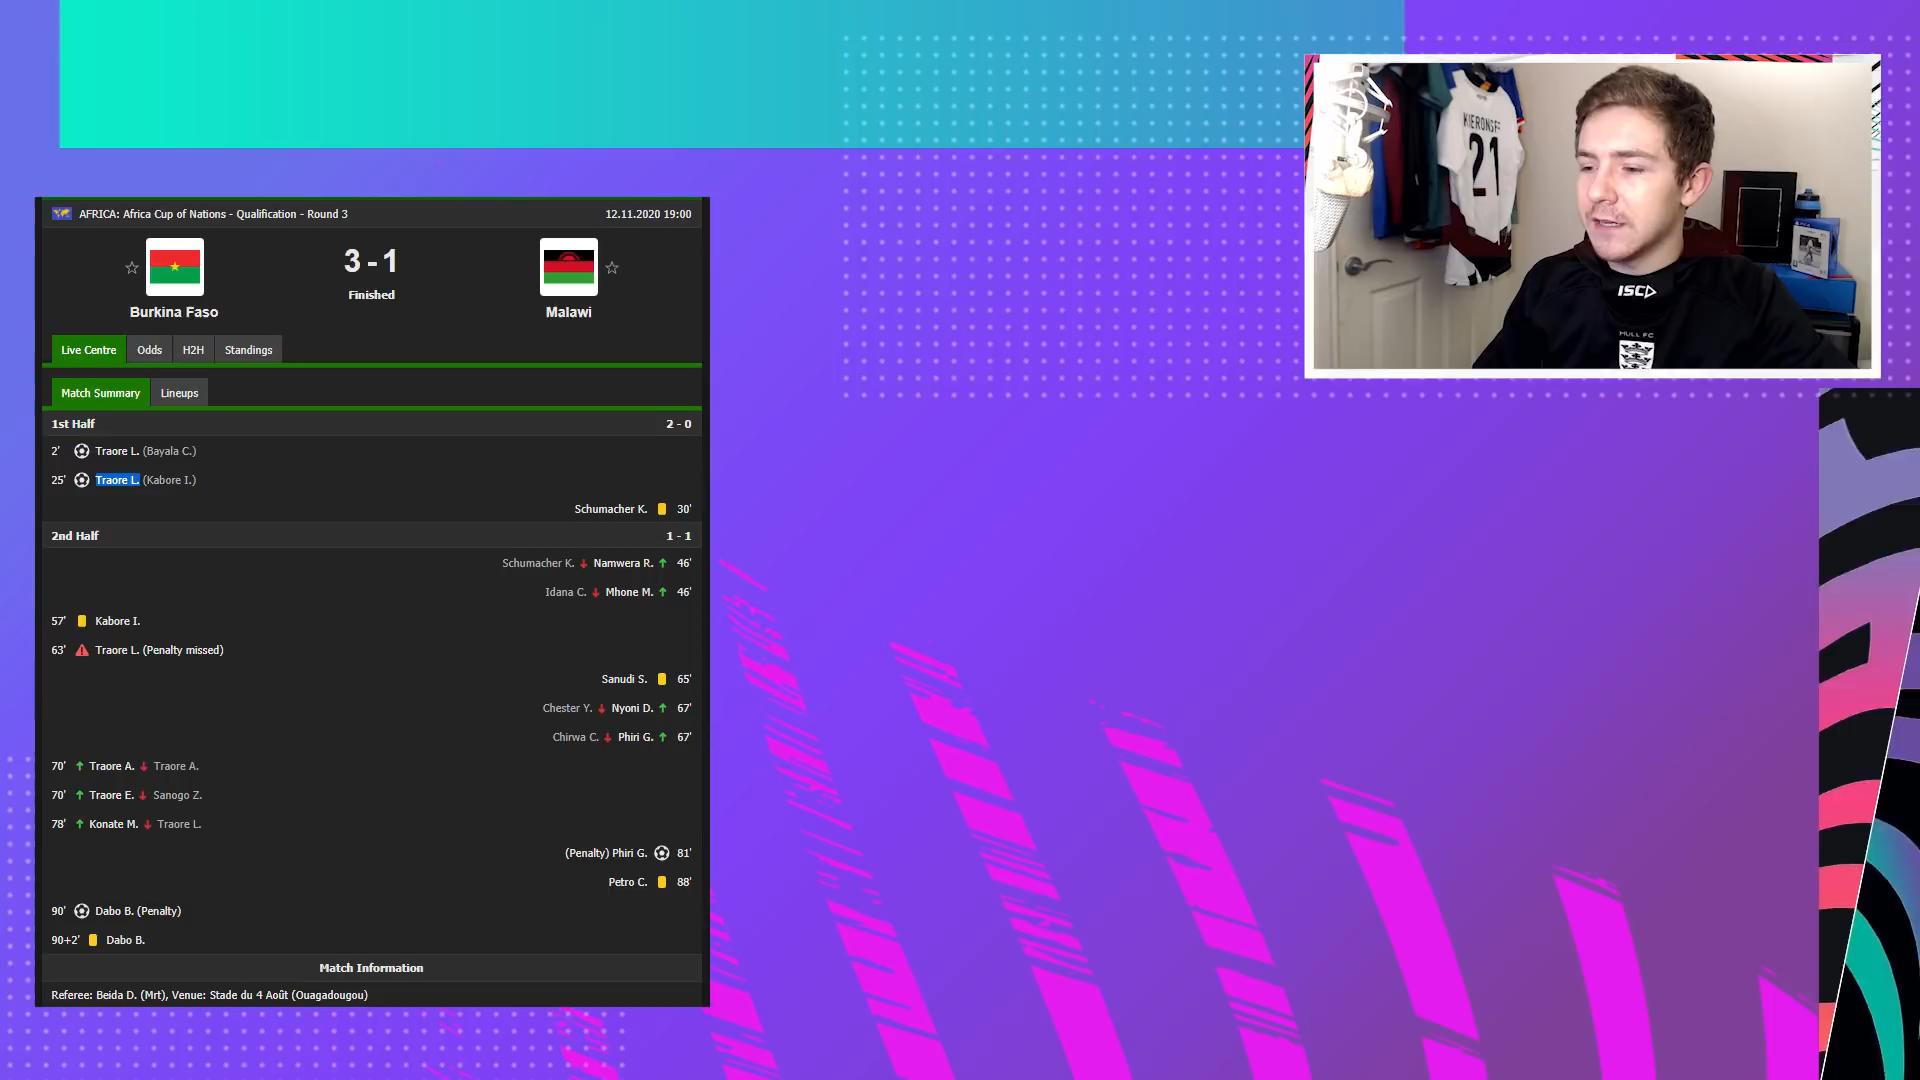 AFRICA: Africa Cup of Nations - Qualification - Round 3 12.11.2020 19:00
3 - 1
Finished
Burkina Faso Malawi
Live Centre Odds H2H Standings
Match Summary Lineups
1st Half 2 - 0
2' Traore L. (Bayala C.)
25' Traore L. (Kabore I.)
Schumacher K. 30'
2nd Half 1 - 1
Schumacher K. Namwera R. 46'
Idana C. Mhone M. 46'
57' Kabore I.
63' Traore L. (Penalty missed)
Sanudi S. 65'
Chester Y. Nyoni D. 67'
Chirwa C. Phiri G. 67'
70' Traore A. Traore A.
70' Traore E. Sanogo Z.
78' Konate M. Traore L.
(Penalty) Phiri G. 81'
Petro C. 88'
90' Dabo B. (Penalty)
90+2' Dabo B.
Match Information
Referee: Beida D. (Mrt), Venue: Stade du 4 Août (Ouagadougou)
21
ISC
HULL FC